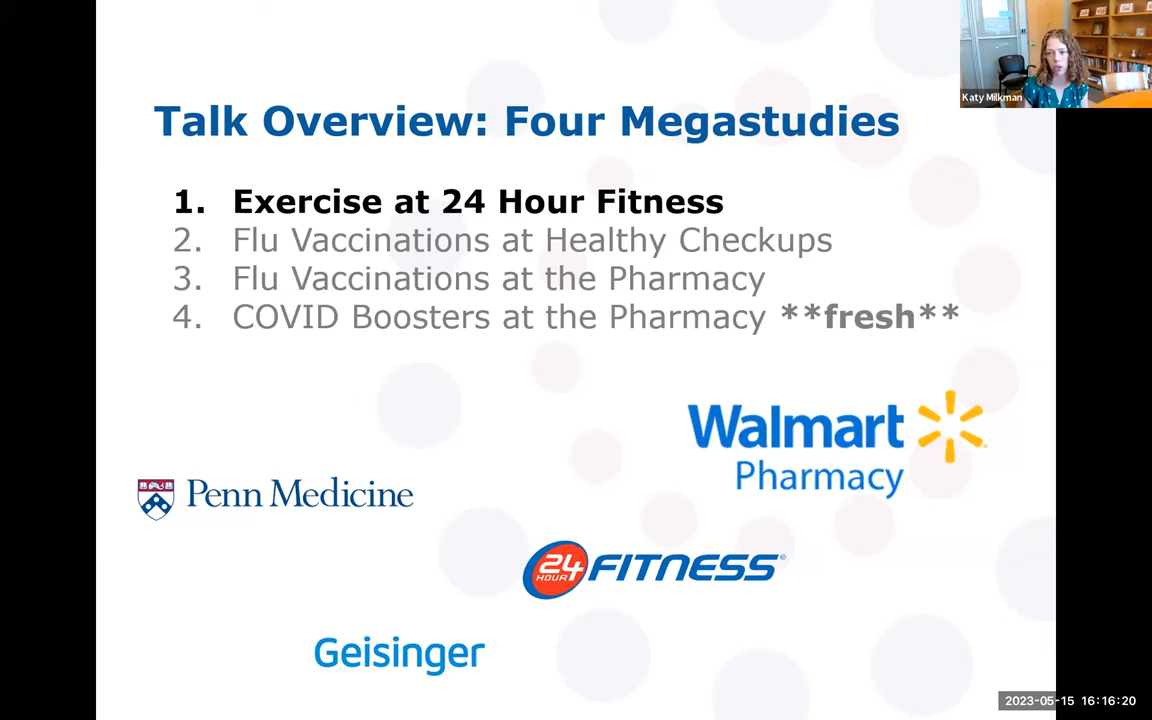 Katy Milkman
Talk Overview: Four Megastudies
1. Exercise at 24 Hour Fitness
2. Flu Vaccinations at Healthy Checkups
3. Flu Vaccinations at the Pharmacy
4. COVID Boosters at the Pharmacy **fresh**
Walmart
Pharmacy
Penn Medicine
24
HOUR
FITNESS®
Geisinger
2023-05-15 16:16:20